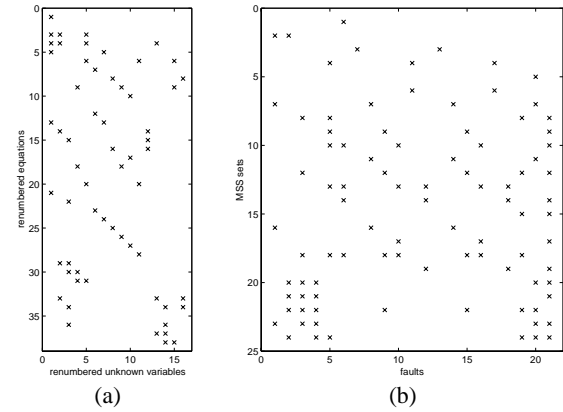 0
5
10
15
20
25
30
35
0 5 10 15
renumbered equations
renumbered unknown variables
(a)
0
5
10
15
20
25
0 5 10 15 20
MSS sets
faults
(b)